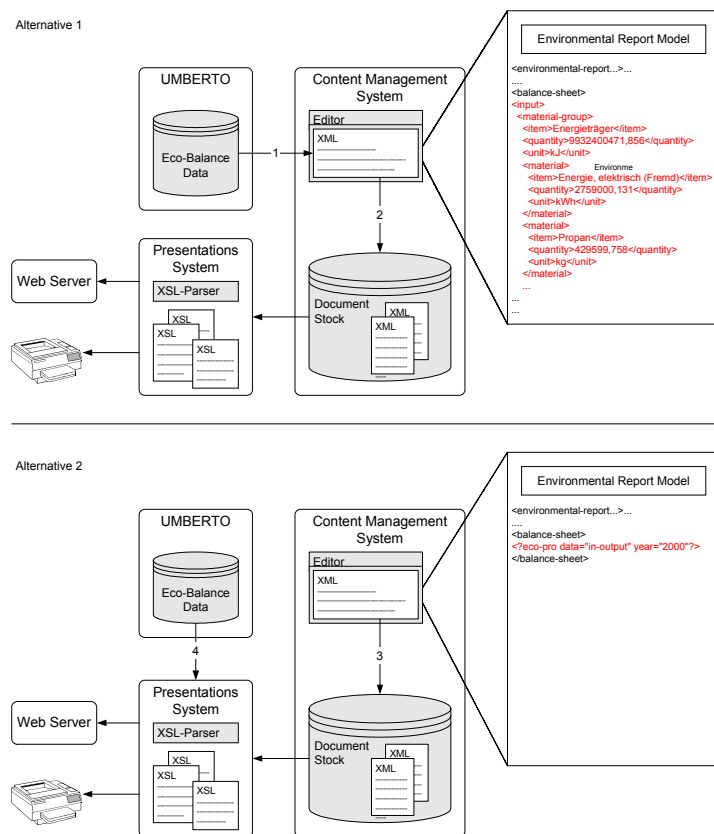 Alternative 1
Environmental Report Model
<environmental-report...>...
....
<balance-sheet>
<input>
<material-group>
<item>Energieträger</item>
<quantity>9932400471,856</quantity>
<unit>kJ</unit>
<material>
Environme
<item>Energie, elektrisch (Fremd)</item>
<quantity>2759000,131</quantity>
<unit>kWh</unit>
</material>
<material>
<item>Propan</item>
<quantity>429599,758</quantity>
<unit>kg</unit>
</material>
...
...
...
UMBERTO
Eco-Balance
Data
1
Content Management
System
Editor
XML
2
Presentations
System
XSL-Parser
XSL
XSL
XSL
Web Server
Document
Stock
XML
XML
Alternative 2
Environmental Report Model
<environmental-report...>...
....
<balance-sheet>
<?eco-pro data="in-output" year="2000"?>
</balance-sheet>
UMBERTO
Eco-Balance
Data
4
Content Management
System
Editor
XML
3
Presentations
System
XSL-Parser
XSL
XSL
XSL
Web Server
Document
Stock
XML
XML